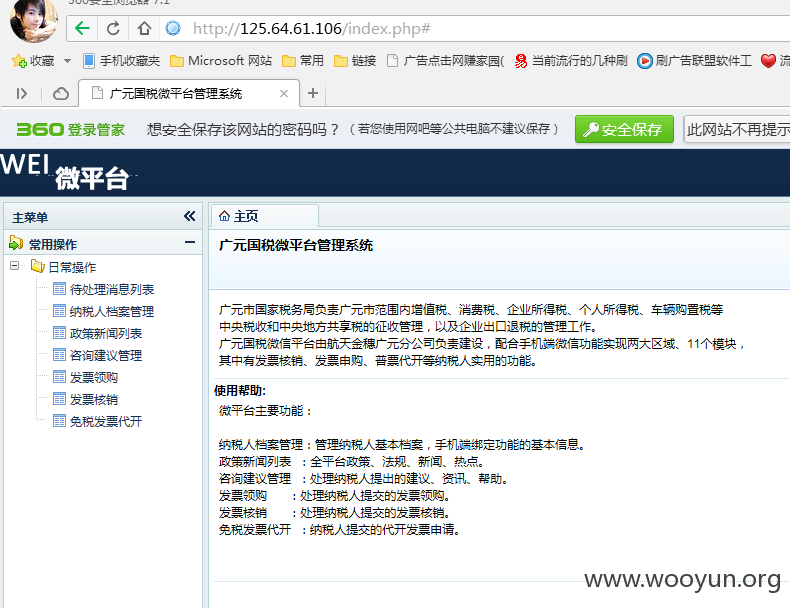 360安全浏览器 7.1
http://125.64.61.106/index.php#
收藏 手机收藏夹 Microsoft 网站 常用 链接 广告点击网赚家园( 当前流行的几种刷 刷广告联盟软件工 流
广元国税微平台管理系统
360登录管家 想安全保存该网站的密码吗？（若您使用网吧等公共电脑不建议保存） 安全保存 此网站不再提示
WEI 微平台
主菜单
常用操作
日常操作
待处理消息列表
纳税人档案管理
政策新闻列表
咨询建议管理
发票领购
发票核销
免税发票代开
主页
广元国税微平台管理系统
广元市国家税务局负责广元市范围内增值税、消费税、企业所得税、个人所得税、车辆购置税等
中央税收和中央地方共享税的征收管理，以及企业出口退税的管理工作。
广元国税微信平台由航天金穗广元分公司负责建设，配合手机端微信功能实现两大区域、11个模块，
其中有发票核销、发票申购、普票代开等纳税人实用的功能。
使用帮助:
微平台主要功能：
纳税人档案管理：管理纳税人基本档案，手机端绑定功能的基本信息。
政策新闻列表 ：全平台政策、法规、新闻、热点。
咨询建议管理 ：处理纳税人提出的建议、资讯、帮助。
发票领购 ：处理纳税人提交的发票领购。
发票核销 ：处理纳税人提交的发票核销。
免税发票代开 ：纳税人提交的代开发票申请。
www.wooyun.org